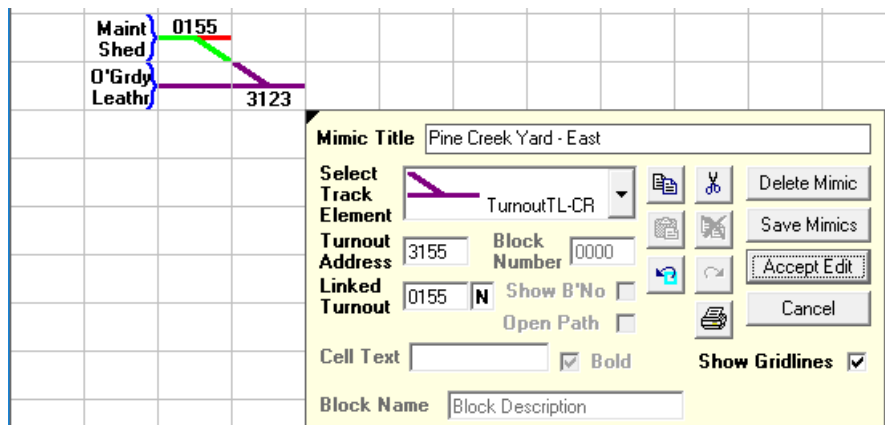 Maint
Shed
0155
O'Grdy
Leathr
3123
Mimic Title Pine Creek Yard - East
Select
Track
Element
TurnoutTL-CR
Delete Mimic
Save Mimics
Turnout
Address
3155
Block
Number
0000
Accept Edit
Linked
Turnout
0155 N
Show B'No
Open Path
Cancel
Cell Text
Bold
Show Gridlines
Block Name Block Description